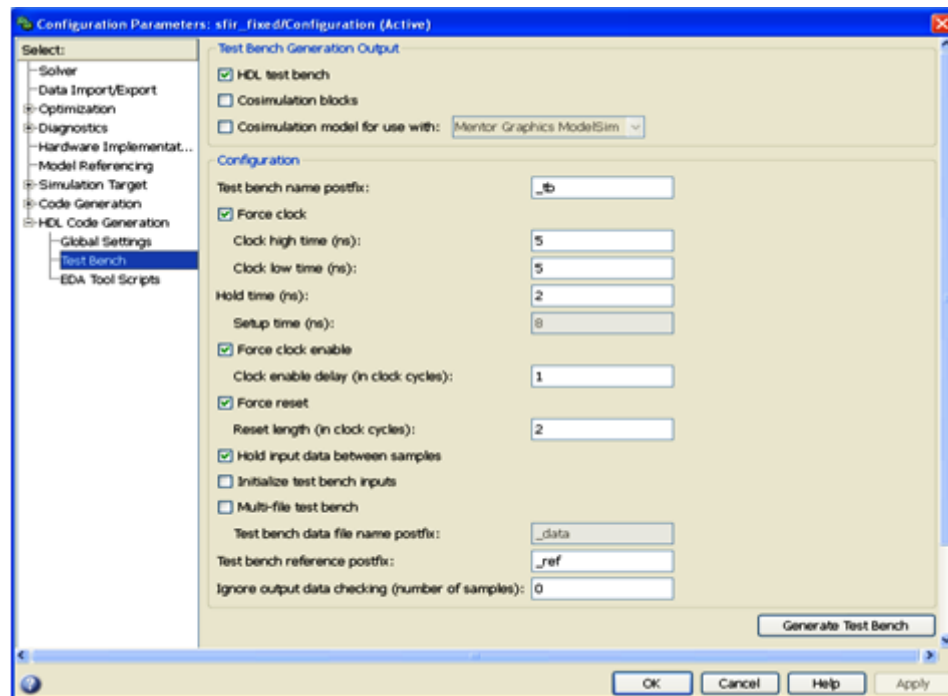 Configuration Parameters: sfir_fixed/Configuration (Active)
Select:
Solver
Data Import/Export
Optimization
Diagnostics
Hardware Implementat...
Model Referencing
Simulation Target
Code Generation
HDL Code Generation
Global Settings
Test Bench
EDA Tool Scripts
Test Bench Generation Output
HDL test bench
Cosimulation blocks
Cosimulation model for use with: Mentor Graphics ModelSim
Configuration
Test bench name postfix: _tb
Force clock
Clock high time (ns): 5
Clock low time (ns): 5
Hold time (ns): 2
Setup time (ns): 8
Force clock enable
Clock enable delay (in clock cycles): 1
Force reset
Reset length (in clock cycles): 2
Hold input data between samples
Initialize test bench inputs
Multi-file test bench
Test bench data file name postfix: _data
Test bench reference postfix: _ref
Ignore output data checking (number of samples): 0
Generate Test Bench
OK Cancel Help Apply